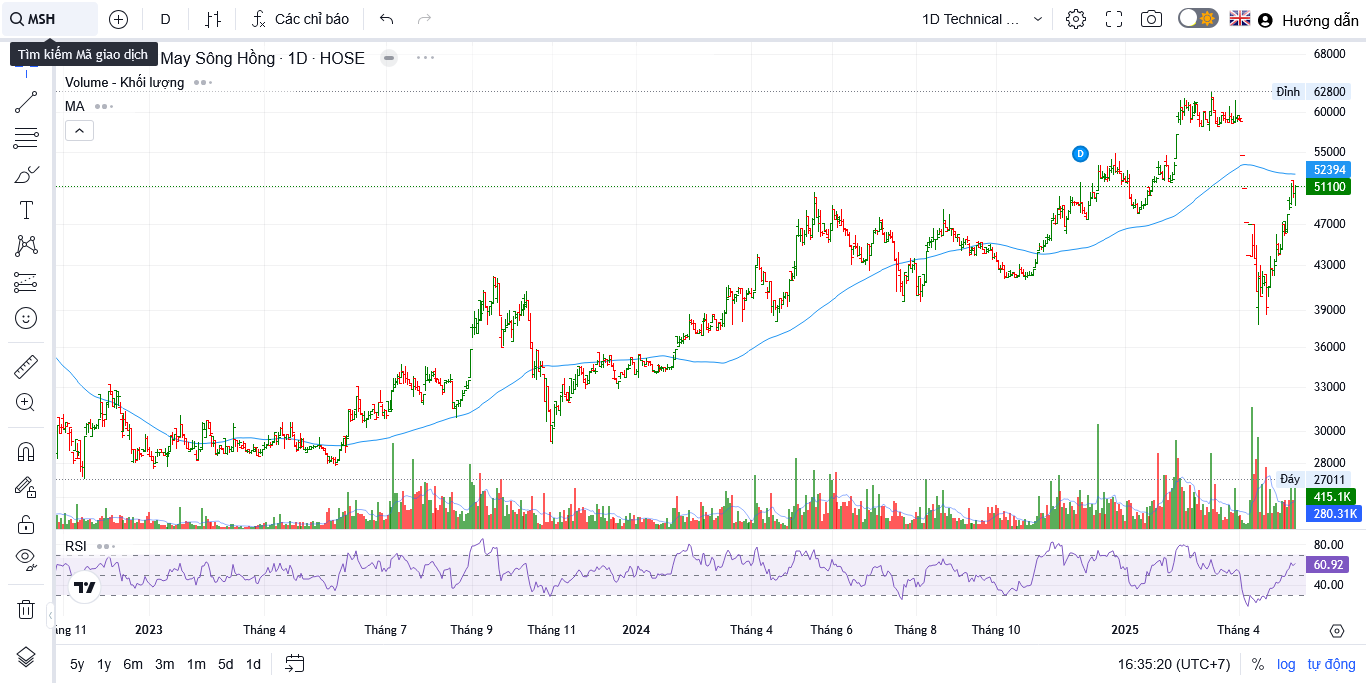 MSH
D
Các chỉ báo
1D Technical ...
Hướng dẫn
Tìm kiếm Mã giao dịch
May Sông Hồng · 1D · HOSE
Volume - Khối lượng
MA
D
68000
Đỉnh 62800
60000
55000
52394
51100
47000
43000
39000
36000
33000
30000
28000
Đáy 27011
415.1K
280.31K
RSI
80.00
60.92
40.00
ng 11
2023
Tháng 4
Tháng 7
Tháng 9
Tháng 11
2024
Tháng 4
Tháng 6
Tháng 8
Tháng 10
2025
Tháng 4
5y 1y 6m 3m 1m 5d 1d
16:35:20 (UTC+7)
%
log
tự động